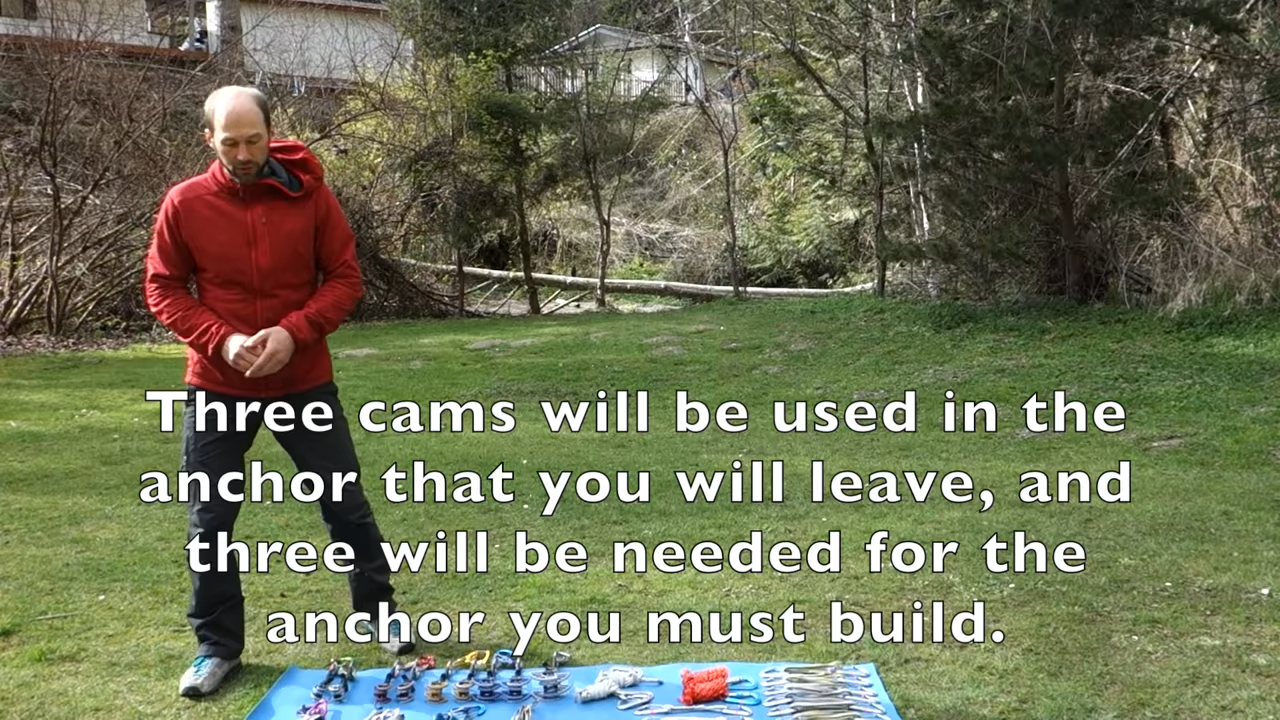 Three cams will be used in the
anchor that you will leave, and
three will be needed for the
anchor you must build.